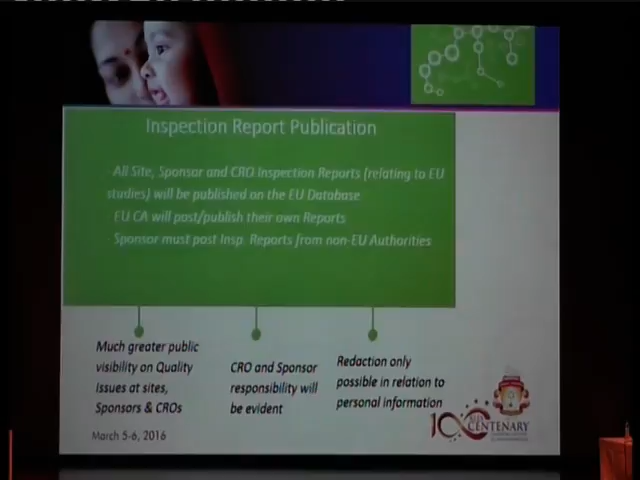 Inspection Report Publication
All Site, Sponsor and CRO Inspection Reports (relating to EU
studies) will be published on the EU Database
EU CA will post/publish their own Reports
Sponsor must post Insp. Reports from non-EU Authorities
Much greater public
visibility on Quality
Issues at sites,
Sponsors & CROs
CRO and Sponsor
responsibility will
be evident
Redaction only
possible in relation to
personal information
March 5-6, 2016
CENTENARY